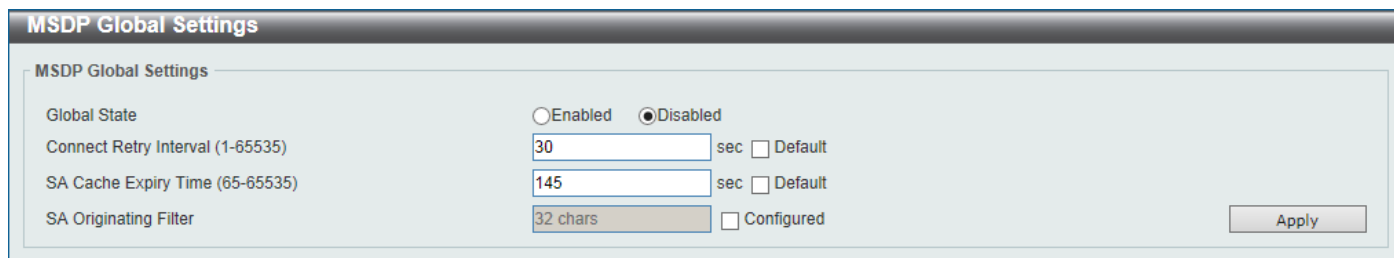 MSDP Global Settings
MSDP Global Settings
Global State Enabled Disabled
Connect Retry Interval (1-65535) 30 sec Default
SA Cache Expiry Time (65-65535) 145 sec Default
SA Originating Filter 32 chars Configured Apply